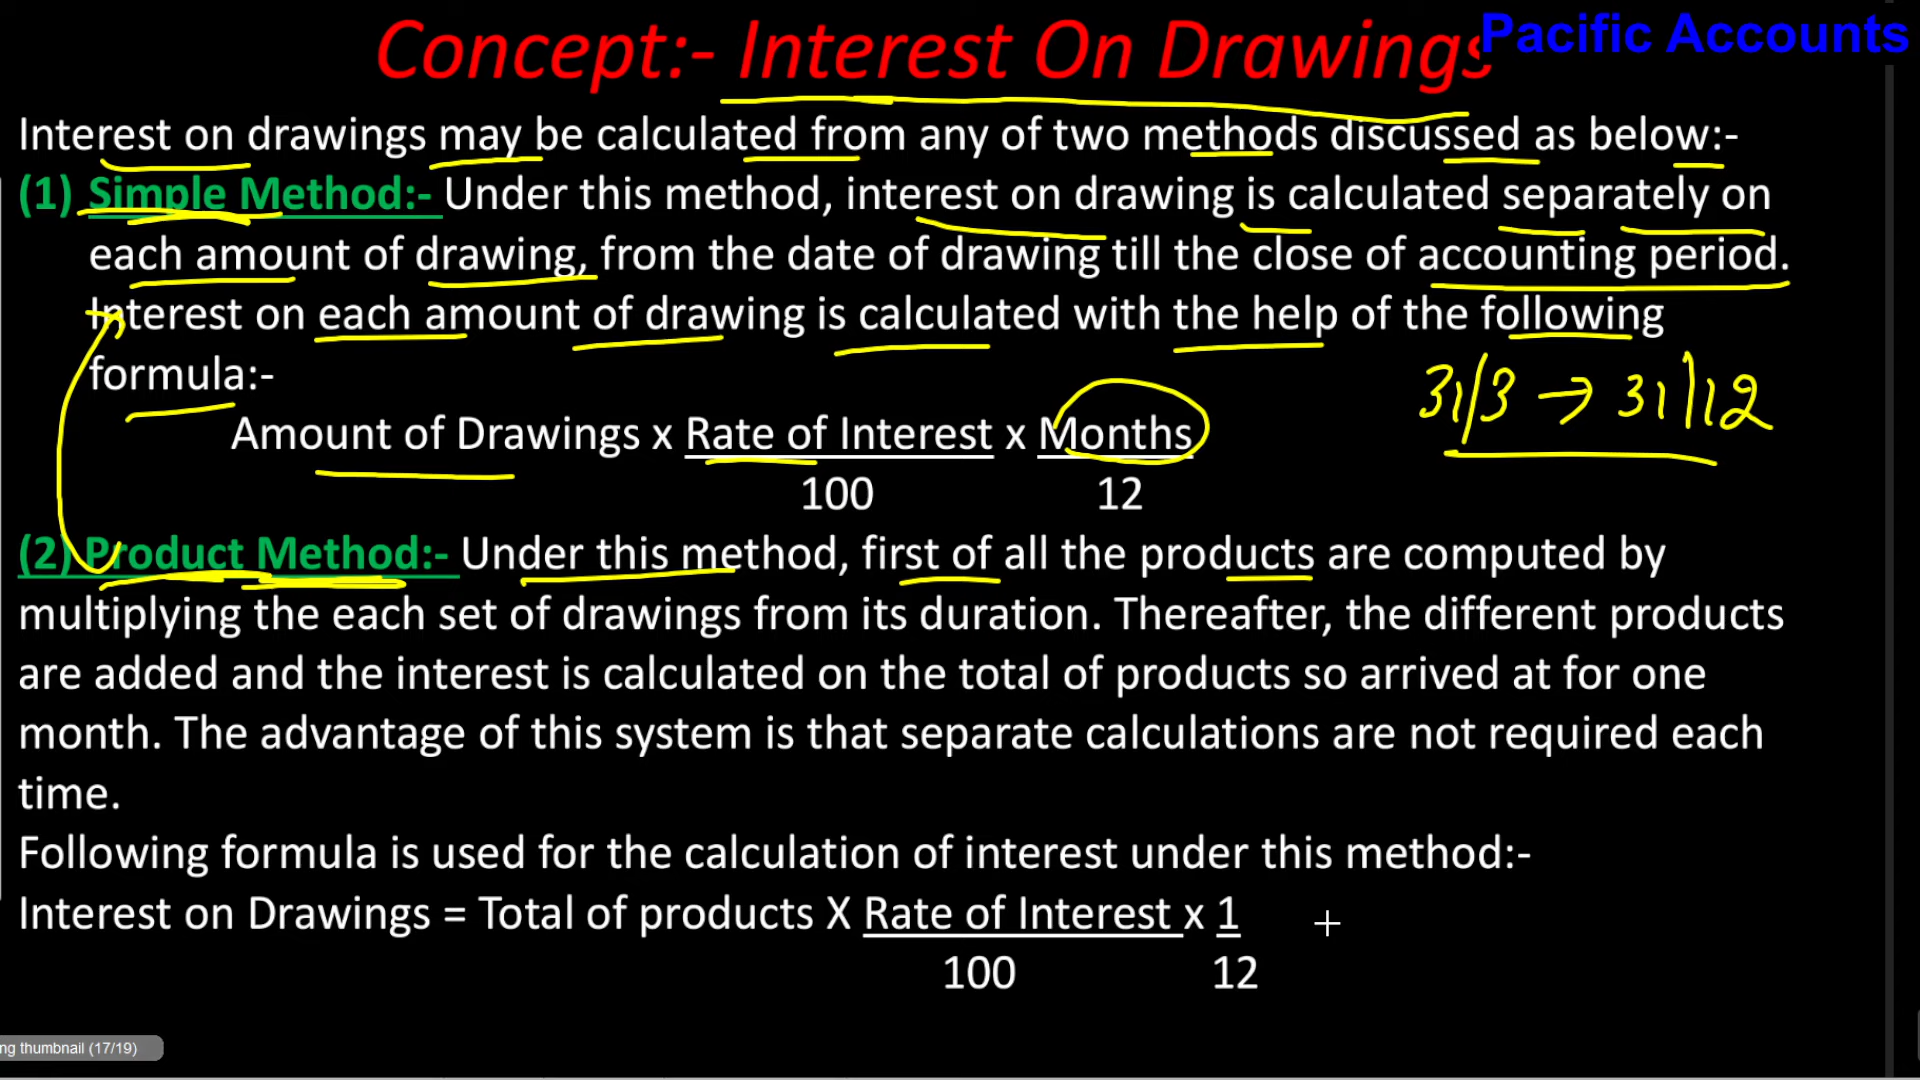 Concept:- Interest On Drawings
Pacific Accounts
Interest on drawings may be calculated from any of two methods discussed as below:-
(1) Simple Method:- Under this method, interest on drawing is calculated separately on
each amount of drawing, from the date of drawing till the close of accounting period.
Interest on each amount of drawing is calculated with the help of the following
formula:-
31/3 → 31/12
Amount of Drawings x Rate of Interest x Months
100 12
(2) Product Method:- Under this method, first of all the products are computed by
multiplying the each set of drawings from its duration. Thereafter, the different products
are added and the interest is calculated on the total of products so arrived at for one
month. The advantage of this system is that separate calculations are not required each
time.
Following formula is used for the calculation of interest under this method:-
Interest on Drawings = Total of products X Rate of Interest x 1
100 12
ng thumbnail (17/19)